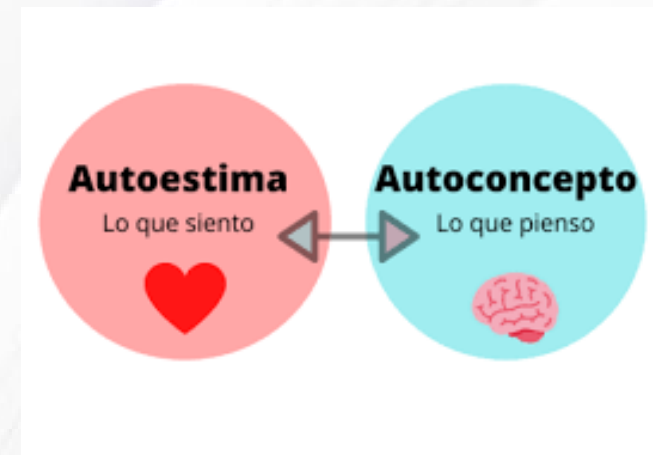 Autoestima
Lo que siento
Autoconcepto
Lo que pienso